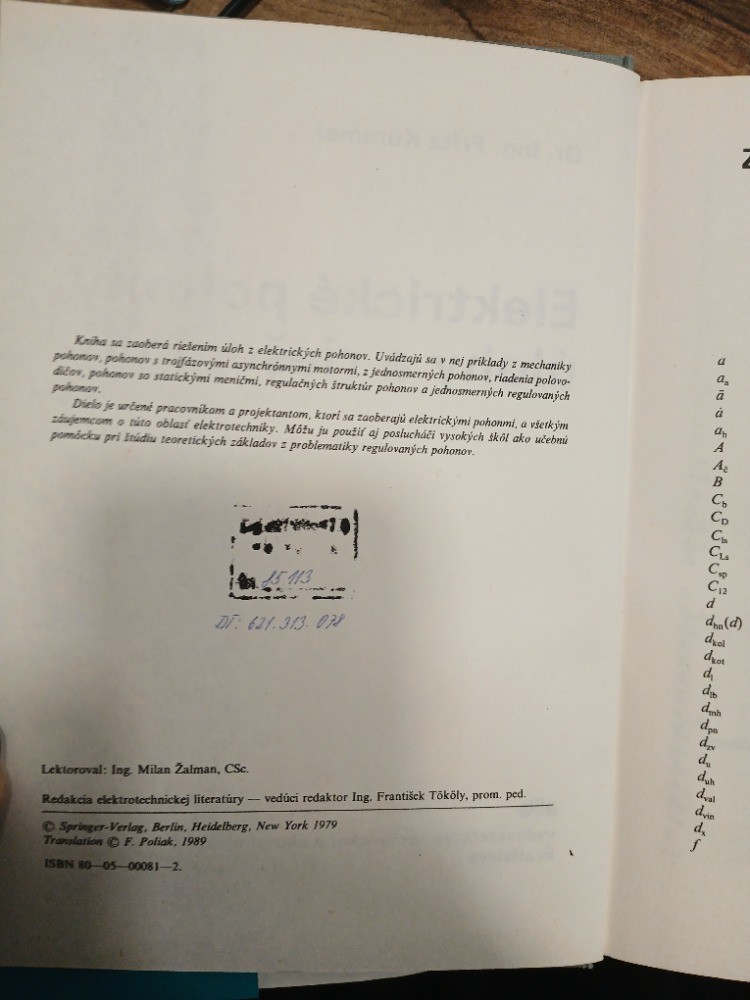 Kniha sa zaoberá riešením úloh z elektrických pohonov. Uvádzajú sa v nej príklady z mechaniky
pohonov, pohonov s trojfázovými asynchrónnymi motormi, z jednosmerných pohonov, riadenia polovo-
dičov, pohonov so statickými meničmi, regulačných štruktúr pohonov a jednosmerných regulovaných
pohonov.
Dielo je určené pracovníkom a projektantom, ktorí sa zaoberajú elektrickými pohonmi, a všetkým
záujemcom o túto oblasť elektrotechniky. Môžu ju použiť aj poslucháči vysokých škôl ako učebnú
pomôcku pri štúdiu teoretických základov z problematiky regulovaných pohonov.
DT: 621.313.078
Lektoroval: Ing. Milan Žalman, CSc.
Redakcia elektrotechnickej literatúry — vedúci redaktor Ing. František Tököly, prom. ped.
© Springer-Verlag, Berlin, Heidelberg, New York 1979
Translation © F. Poliak, 1989
ISBN 80—05—00081—2.
a
a
ā
ȧ
a
A
A
B
C
C
C
C
C
C₁₂
d
d (d)
d
d
d
d
d
d
d
d
d
d
d
d
f